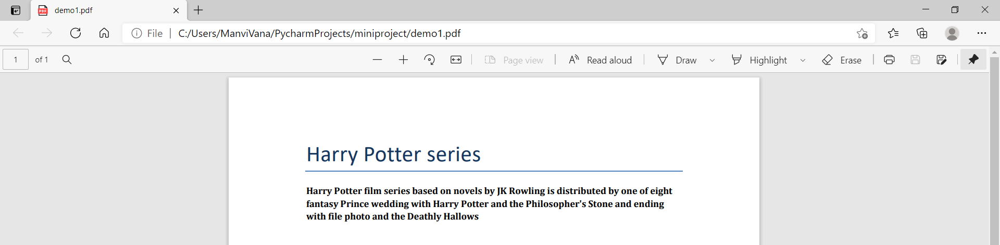 demo1.pdf
File | C:/Users/ManviVana/PycharmProjects/miniproject/demo1.pdf
1 of 1 Page view Read aloud Draw Highlight Erase
Harry Potter series
Harry Potter film series based on novels by JK Rowling is distributed by one of eight
fantasy Prince wedding with Harry Potter and the Philosopher's Stone and ending
with file photo and the Deathly Hallows